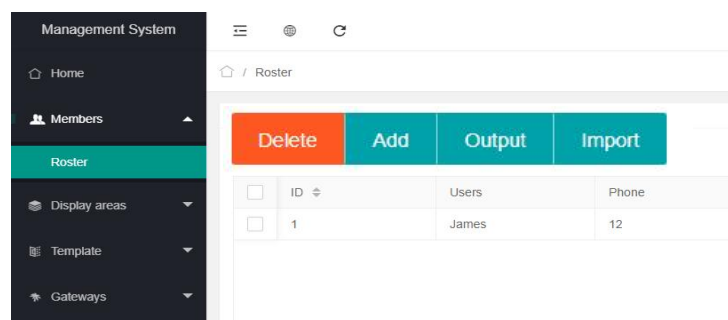 Management System
Home
/ Roster
Members
Delete Add Output Import
Roster
ID Users Phone
Display areas
1 James 12
Template
Gateways